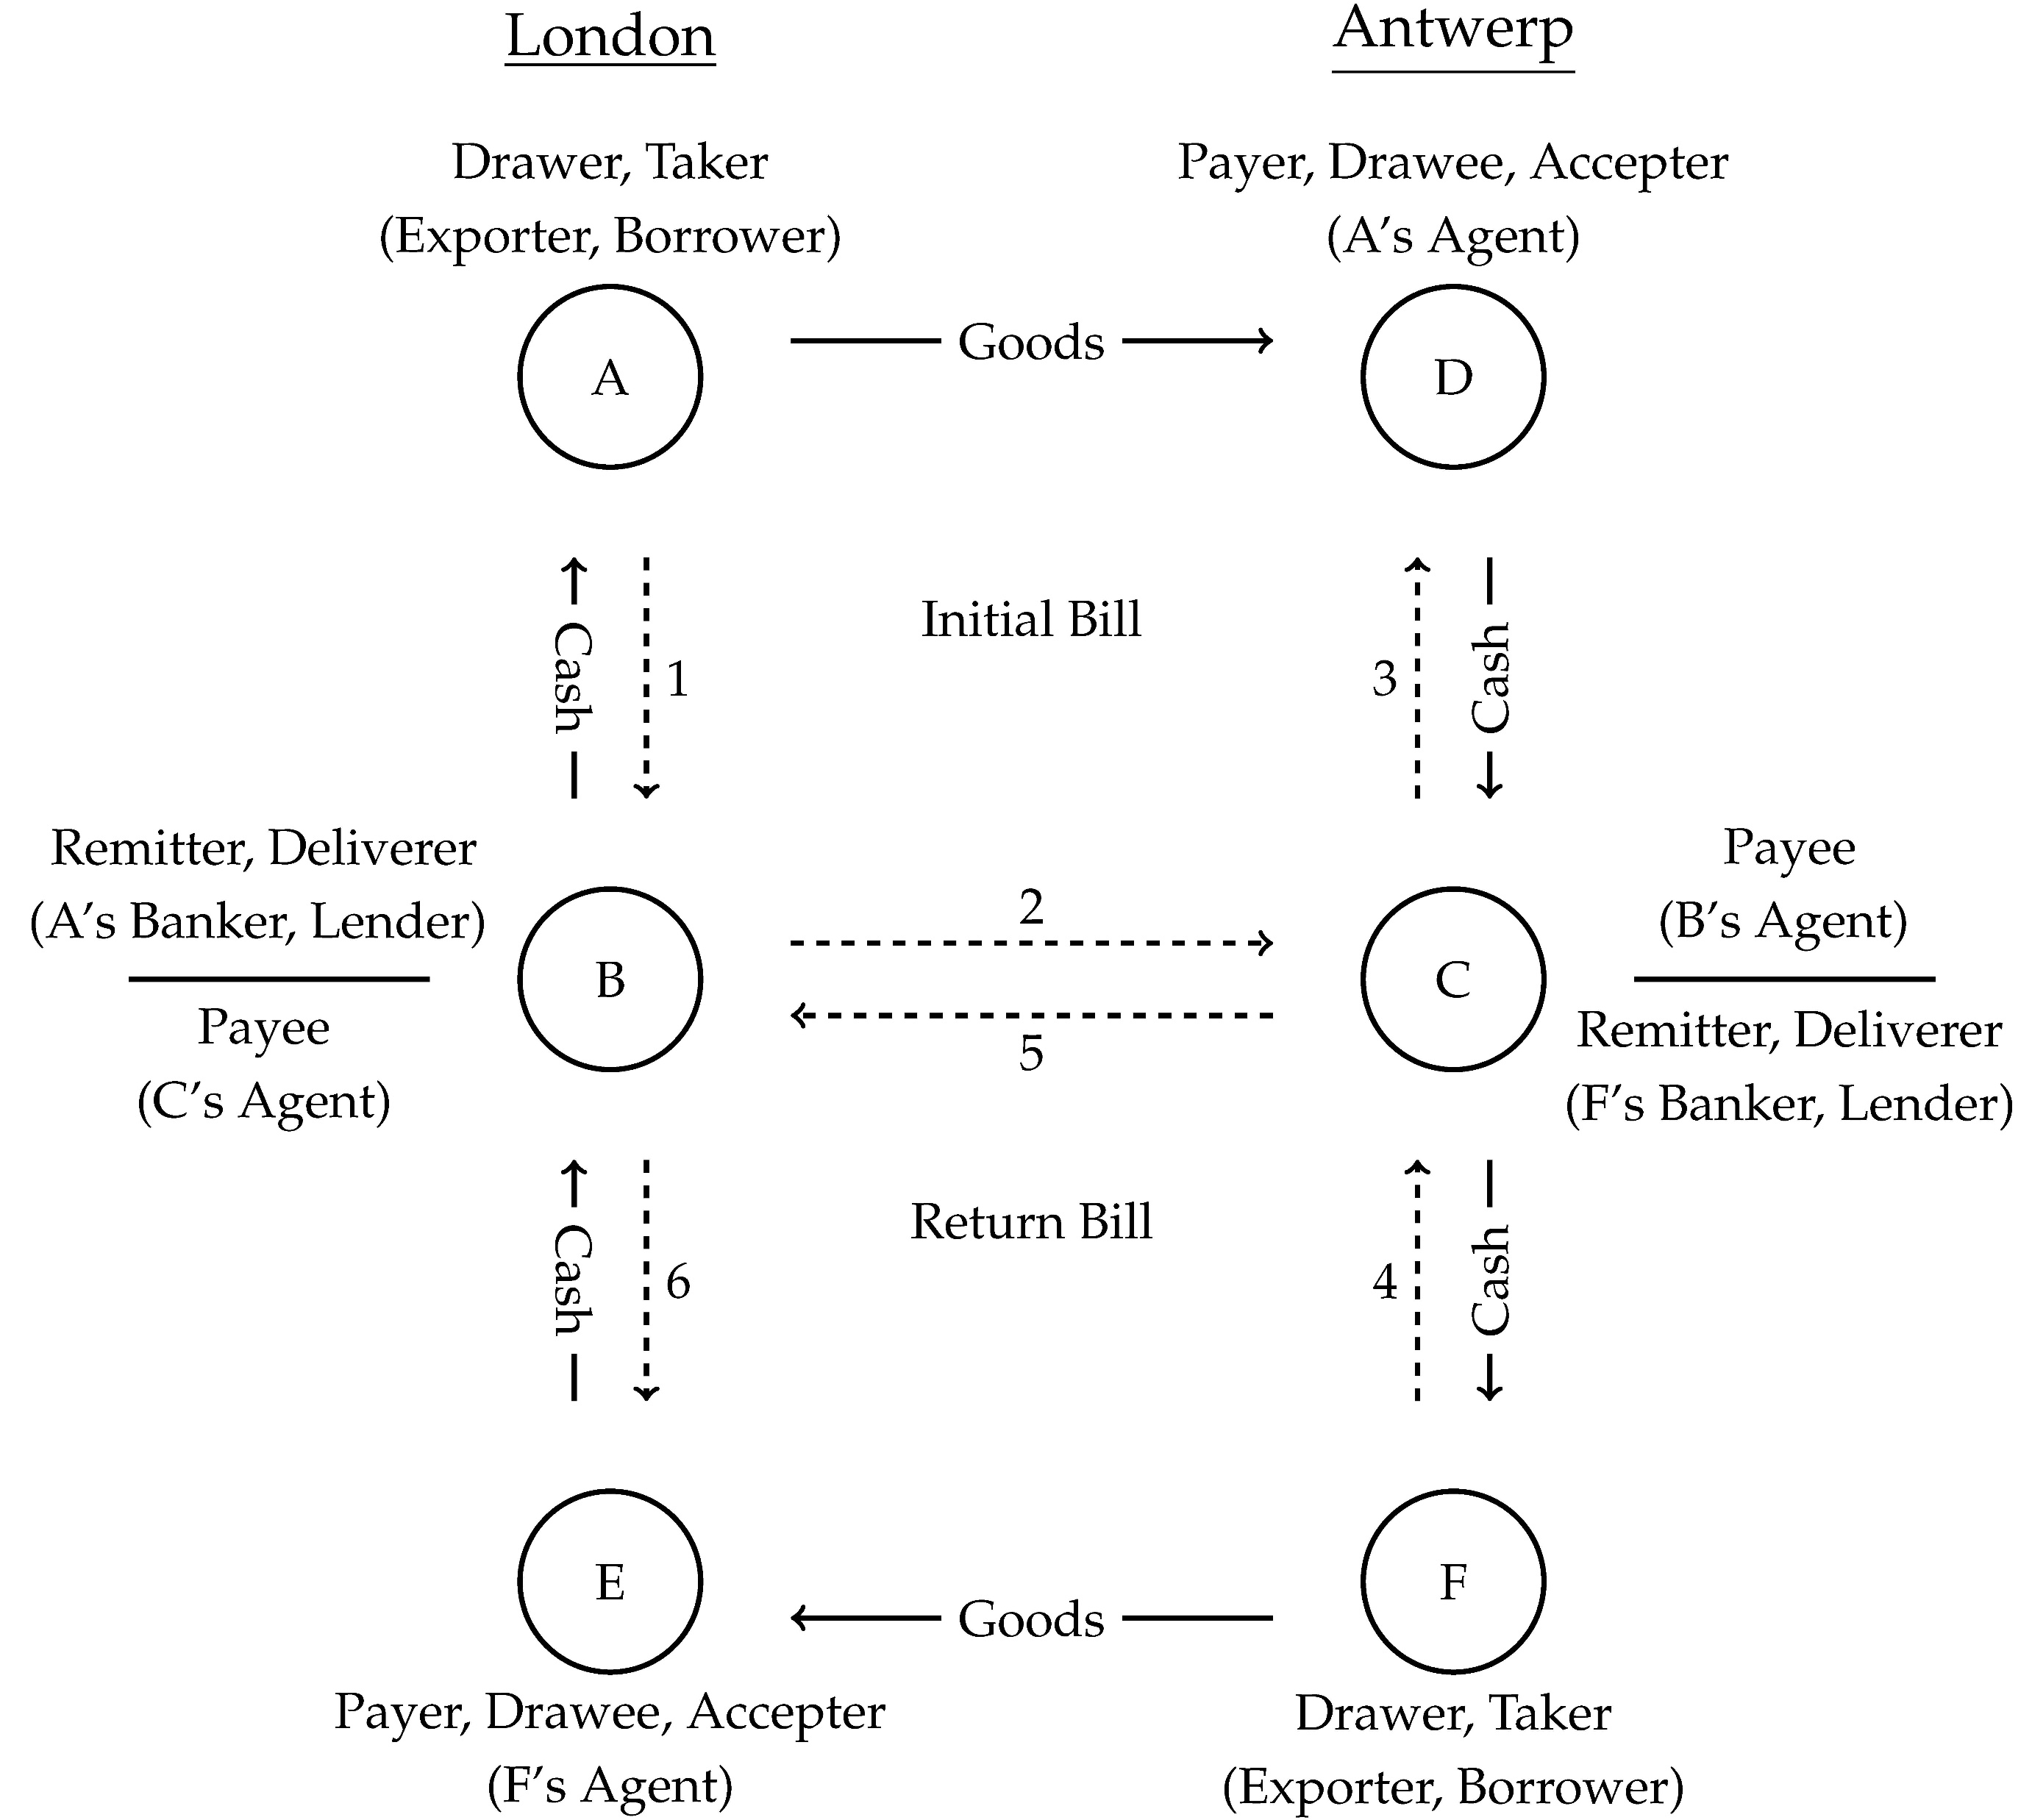 London
Antwerp
Drawer, Taker
(Exporter, Borrower)
Payer, Drawee, Accepter
(A's Agent)
A
Goods
D
Cash
1
Initial Bill
3
Cash
Remitter, Deliverer
(A's Banker, Lender)
Payee
(C's Agent)
B
2
5
C
Payee
(B's Agent)
Remitter, Deliverer
(F's Banker, Lender)
Cash
6
Return Bill
4
Cash
E
Goods
F
Payer, Drawee, Accepter
(F's Agent)
Drawer, Taker
(Exporter, Borrower)